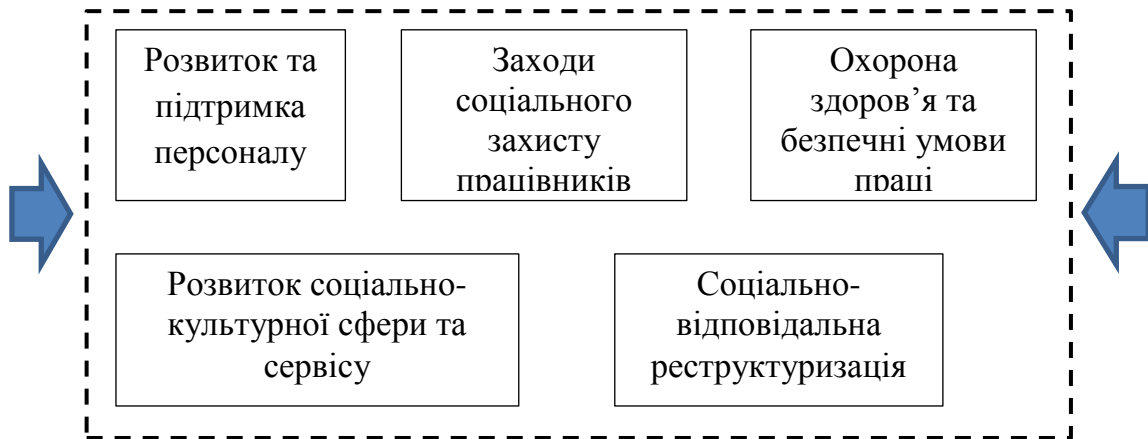 Розвиток та
підтримка
персоналу
Заходи
соціального
захисту
працівників
Охорона
здоров’я та
безпечні умови
праці
Розвиток соціально-
культурної сфери та
сервісу
Соціально-
відповідальна
реструктуризація